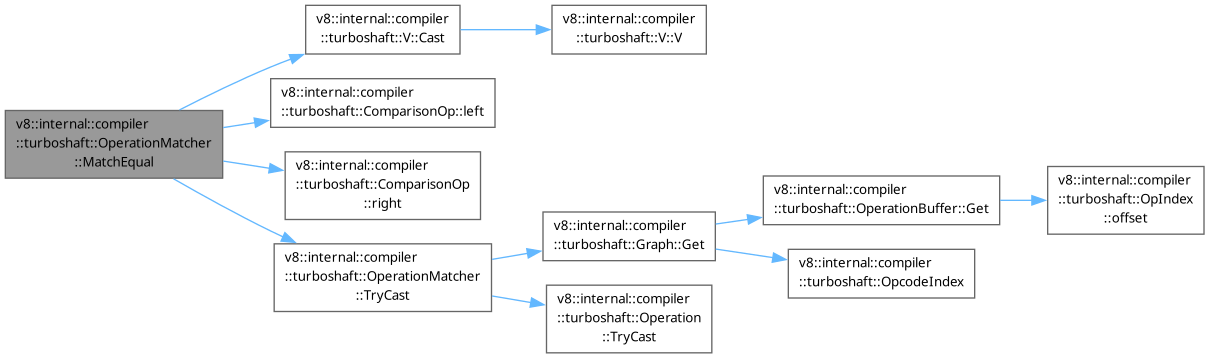 v8::internal::compiler
::turboshaft::OperationMatcher
::MatchEqual
v8::internal::compiler
::turboshaft::V::Cast
v8::internal::compiler
::turboshaft::V::V
v8::internal::compiler
::turboshaft::ComparisonOp::left
v8::internal::compiler
::turboshaft::ComparisonOp
::right
v8::internal::compiler
::turboshaft::OperationMatcher
::TryCast
v8::internal::compiler
::turboshaft::Graph::Get
v8::internal::compiler
::turboshaft::OperationBuffer::Get
v8::internal::compiler
::turboshaft::OpIndex
::offset
v8::internal::compiler
::turboshaft::OpcodeIndex
v8::internal::compiler
::turboshaft::Operation
::TryCast